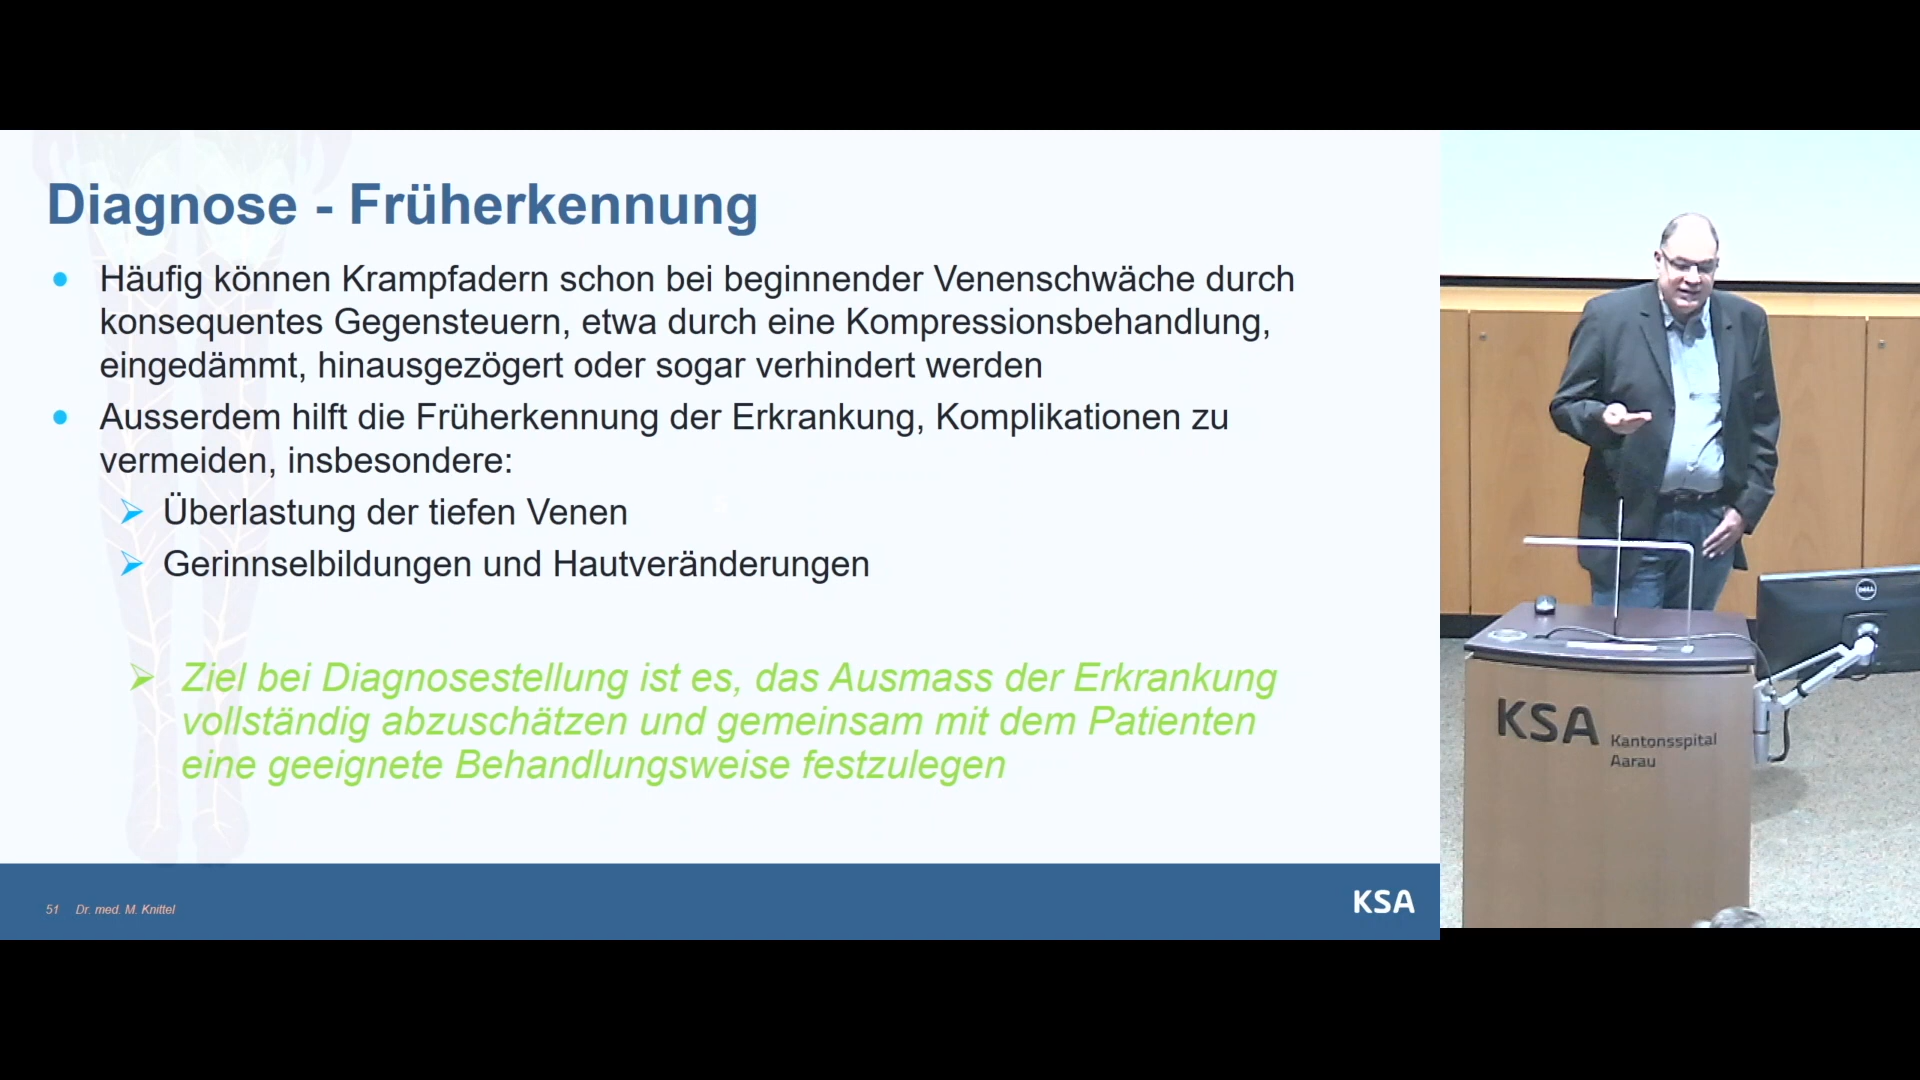 Diagnose - Früherkennung
• Häufig können Krampfadern schon bei beginnender Venenschwäche durch
konsequentes Gegensteuern, etwa durch eine Kompressionsbehandlung,
eingedämmt, hinausgezögert oder sogar verhindert werden
• Ausserdem hilft die Früherkennung der Erkrankung, Komplikationen zu
vermeiden, insbesondere:
➢ Überlastung der tiefen Venen
➢ Gerinnselbildungen und Hautveränderungen
➢ Ziel bei Diagnosestellung ist es, das Ausmass der Erkrankung
vollständig abzuschätzen und gemeinsam mit dem Patienten
eine geeignete Behandlungsweise festzulegen
51 Dr. med. M. Knittel
KSA
DELL
KSA Kantonsspital
Aarau